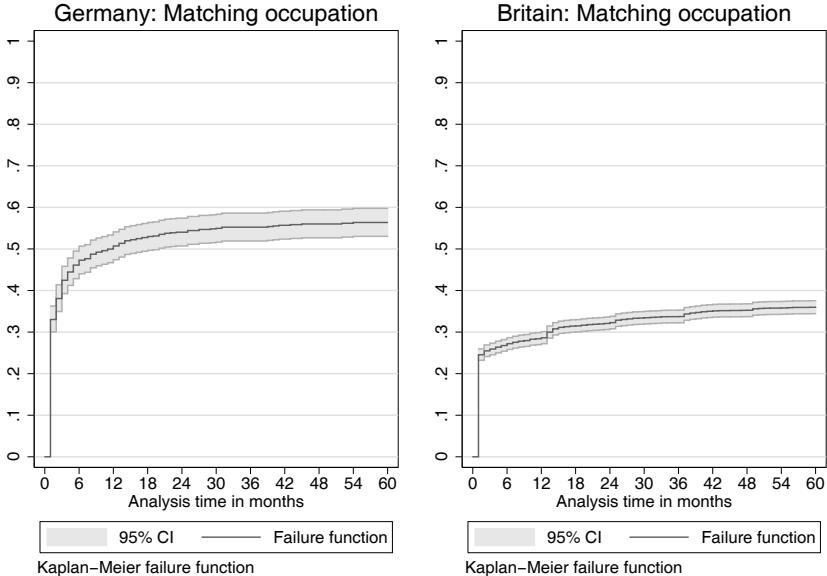 Germany: Matching occupation
1
.9
.8
.7
.6
.5
.4
.3
.2
.1
0
0 6 12 18 24 30 36 42 48 54 60
Analysis time in months
95% CI Failure function
Kaplan−Meier failure function
Britain: Matching occupation
1
.9
.8
.7
.6
.5
.4
.3
.2
.1
0
0 6 12 18 24 30 36 42 48 54 60
Analysis time in months
95% CI Failure function
Kaplan−Meier failure function